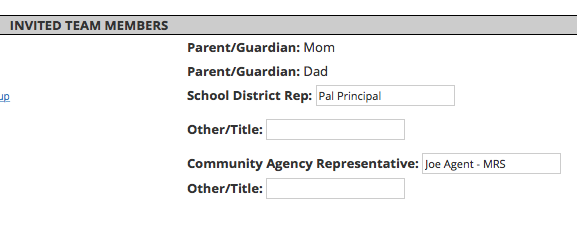 INVITED TEAM MEMBERS
Parent/Guardian: Mom
Parent/Guardian: Dad
up
School District Rep: Pal Principal
Other/Title:
Community Agency Representative: Joe Agent - MRS
Other/Title: